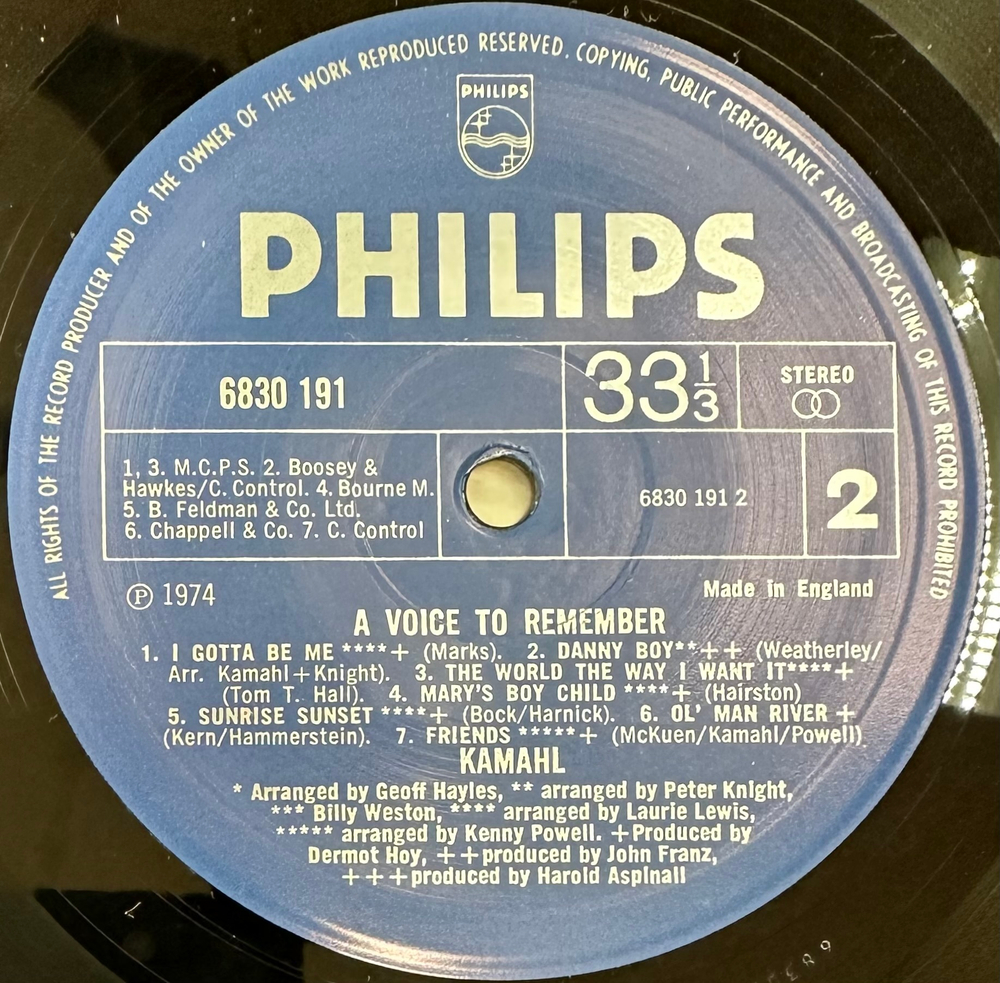 ALL RIGHTS OF THE RECORD PRODUCER AND OF THE OWNER OF THE WORK REPRODUCED RESERVED. COPYING, PUBLIC PERFORMANCE AND BROADCASTING OF THIS RECORD PROHIBITED
PHILIPS
PHILIPS
6830 191
33 1/3
STEREO
1, 3. M.C.P.S. 2. Boosey &
Hawkes/C. Control. 4. Bourne M.
5. B. Feldman & Co. Ltd.
6. Chappell & Co. 7. C. Control
6830 191 2
2
℗ 1974
Made in England
A VOICE TO REMEMBER
1. I GOTTA BE ME ****+ (Marks). 2. DANNY BOY**++ (Weatherley/
Arr. Kamahl+Knight). 3. THE WORLD THE WAY I WANT IT****+
(Tom T. Hall). 4. MARY'S BOY CHILD ****+ (Hairston)
5. SUNRISE SUNSET ****+ (Bock/Harnick). 6. OL' MAN RIVER +
(Kern/Hammerstein). 7. FRIENDS *****+ (McKuen/Kamahl/Powell).
KAMAHL
* Arranged by Geoff Hayles, ** arranged by Peter Knight,
*** Billy Weston, **** arranged by Laurie Lewis,
***** arranged by Kenny Powell. +Produced by
Dermot Hoy, ++produced by John Franz,
+++produced by Harold Aspinall